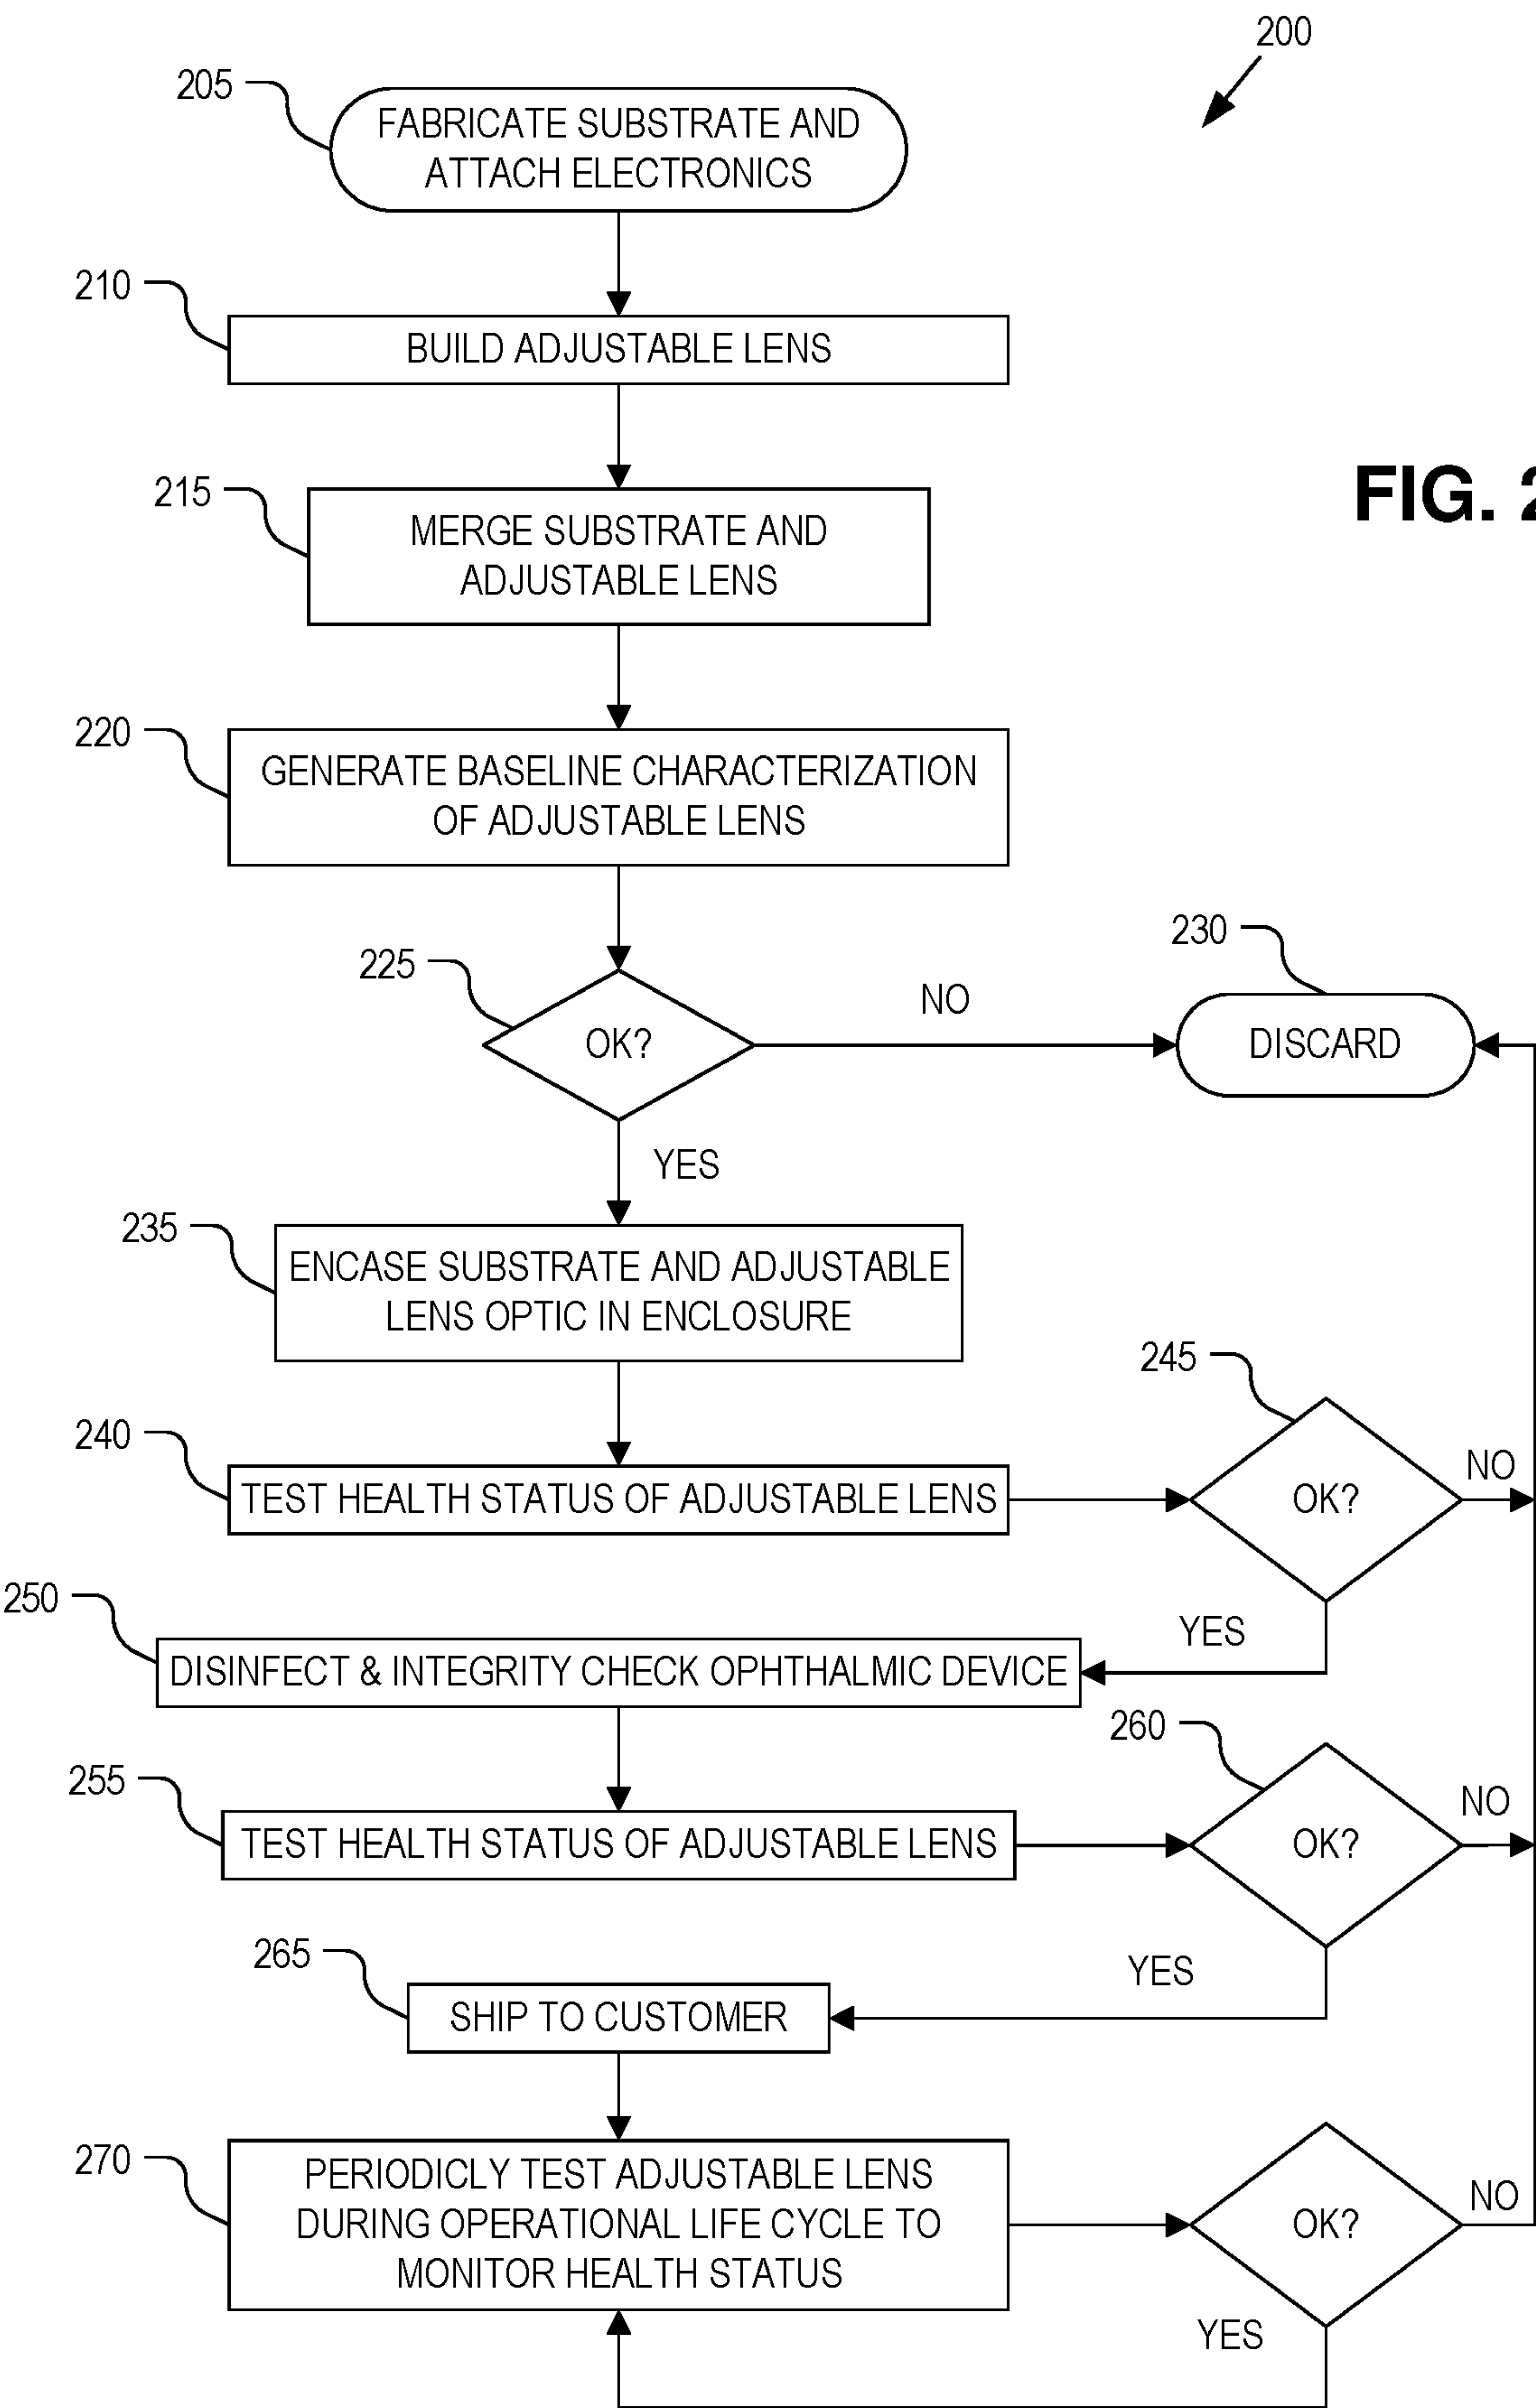 200
205
FABRICATE SUBSTRATE AND
ATTACH ELECTRONICS
210
BUILD ADJUSTABLE LENS
FIG. 2
215
MERGE SUBSTRATE AND
ADJUSTABLE LENS
220
GENERATE BASELINE CHARACTERIZATION
OF ADJUSTABLE LENS
225
OK?
NO
230
DISCARD
YES
235
ENCASE SUBSTRATE AND ADJUSTABLE
LENS OPTIC IN ENCLOSURE
240
TEST HEALTH STATUS OF ADJUSTABLE LENS
245
OK?
NO
YES
250
DISINFECT & INTEGRITY CHECK OPHTHALMIC DEVICE
255
TEST HEALTH STATUS OF ADJUSTABLE LENS
260
OK?
NO
YES
265
SHIP TO CUSTOMER
270
PERIODICLY TEST ADJUSTABLE LENS
DURING OPERATIONAL LIFE CYCLE TO
MONITOR HEALTH STATUS
OK?
NO
YES